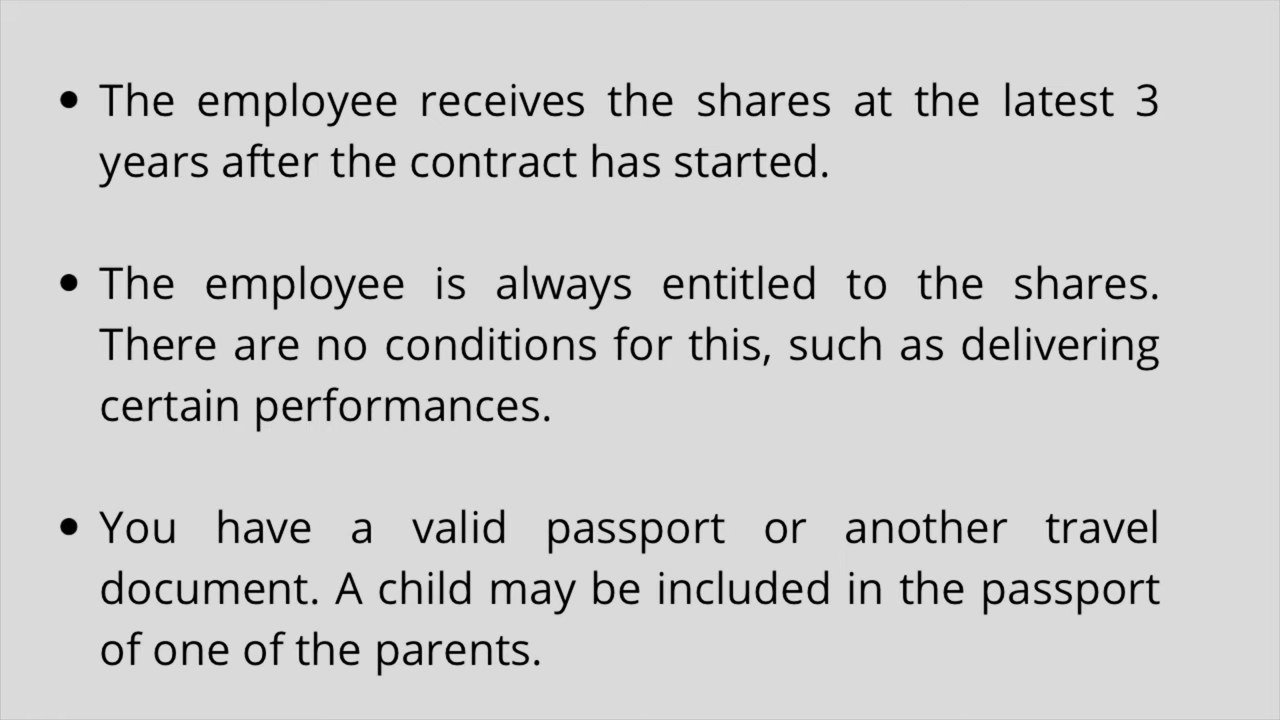 • The employee receives the shares at the latest 3
years after the contract has started.
• The employee is always entitled to the shares.
There are no conditions for this, such as delivering
certain performances.
• You have a valid passport or another travel
document. A child may be included in the passport
of one of the parents.